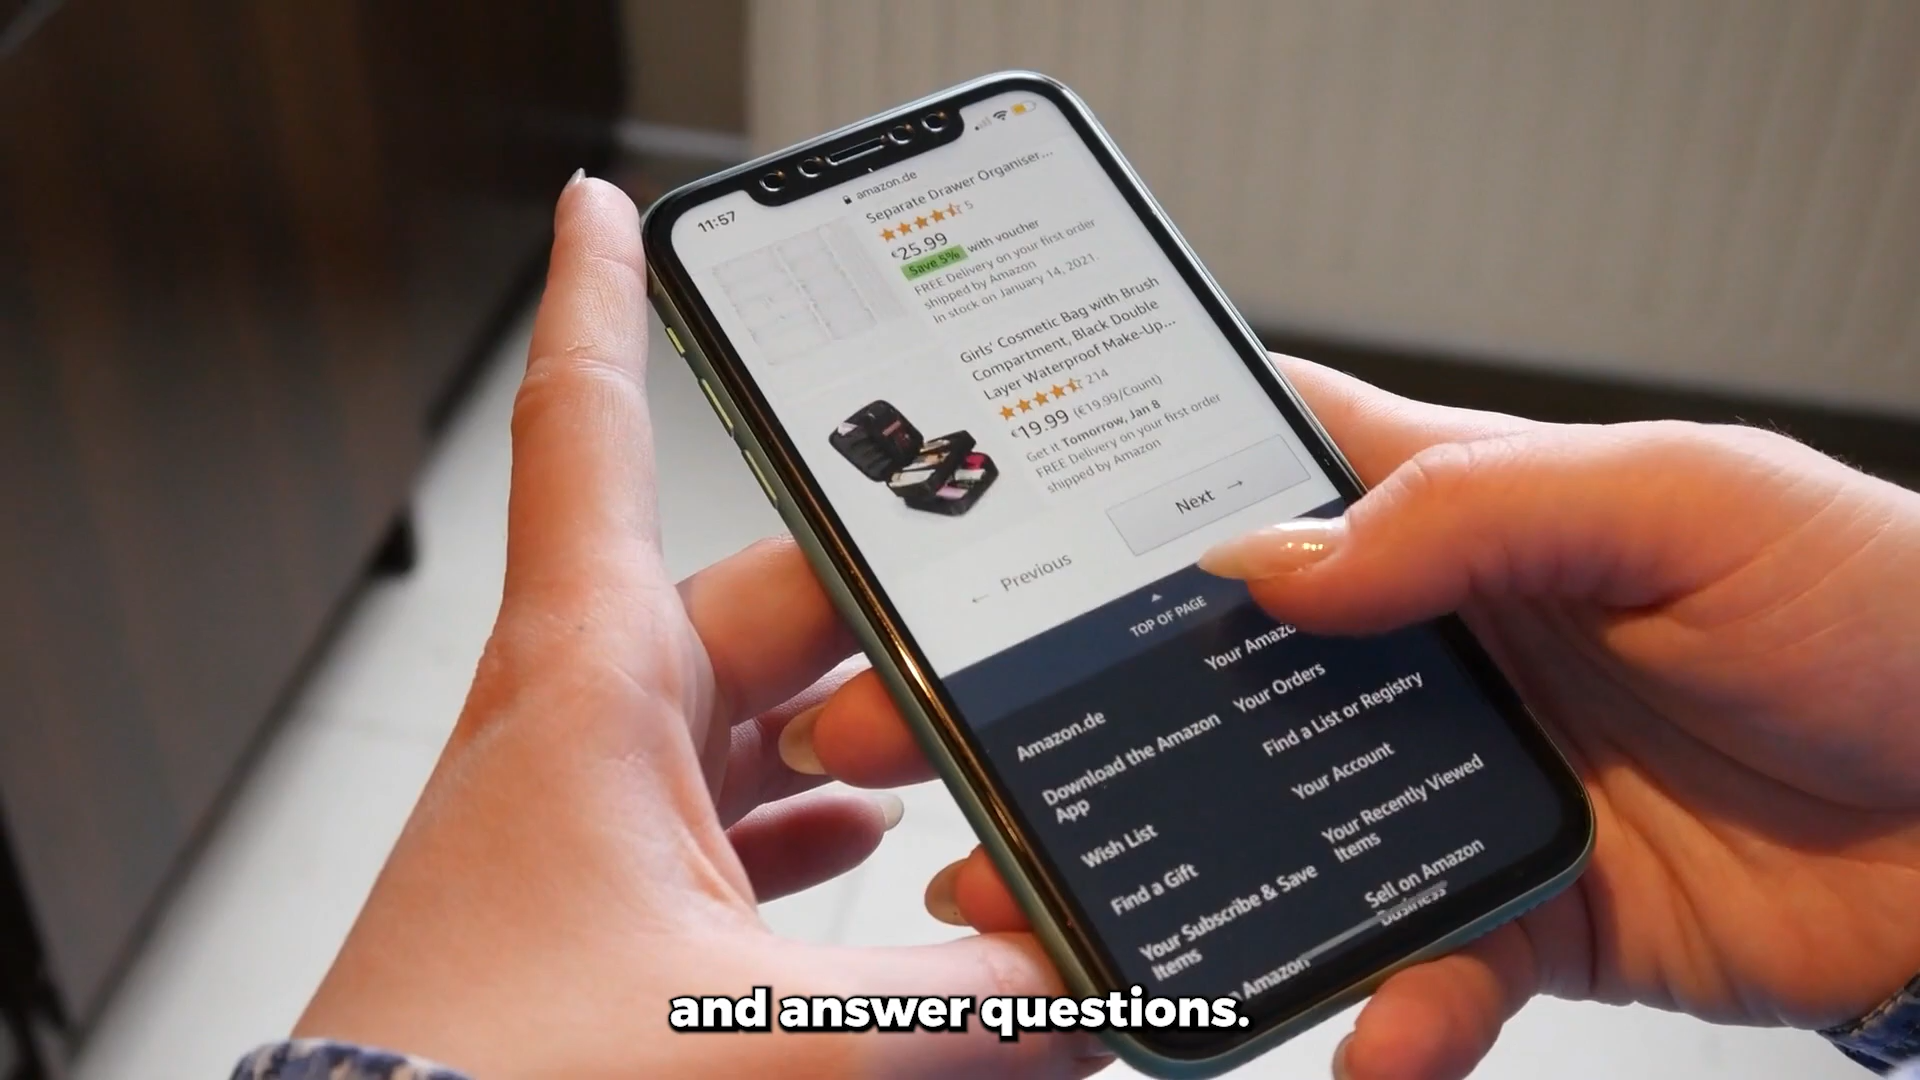 11:57
amazon.de
Separate Drawer Organiser...
5
€25.99
Save 5% with voucher
FREE Delivery on your first order
shipped by Amazon
In stock on January 14, 2021.
Girls' Cosmetic Bag with Brush
Compartment, Black Double
Layer Waterproof Make-Up...
214
€19.99 (€19.99/Count)
Get it Tomorrow, Jan 8
FREE Delivery on your first order
shipped by Amazon
Next →
← Previous
TOP OF PAGE
Amazon.de
Your Amazo
Download the Amazon
App
Your Orders
Wish List
Find a List or Registry
Find a Gift
Your Account
Your Subscribe & Save
Items
Your Recently Viewed
Items
Sell on Amazon
Business
n Amazon
and answer questions.